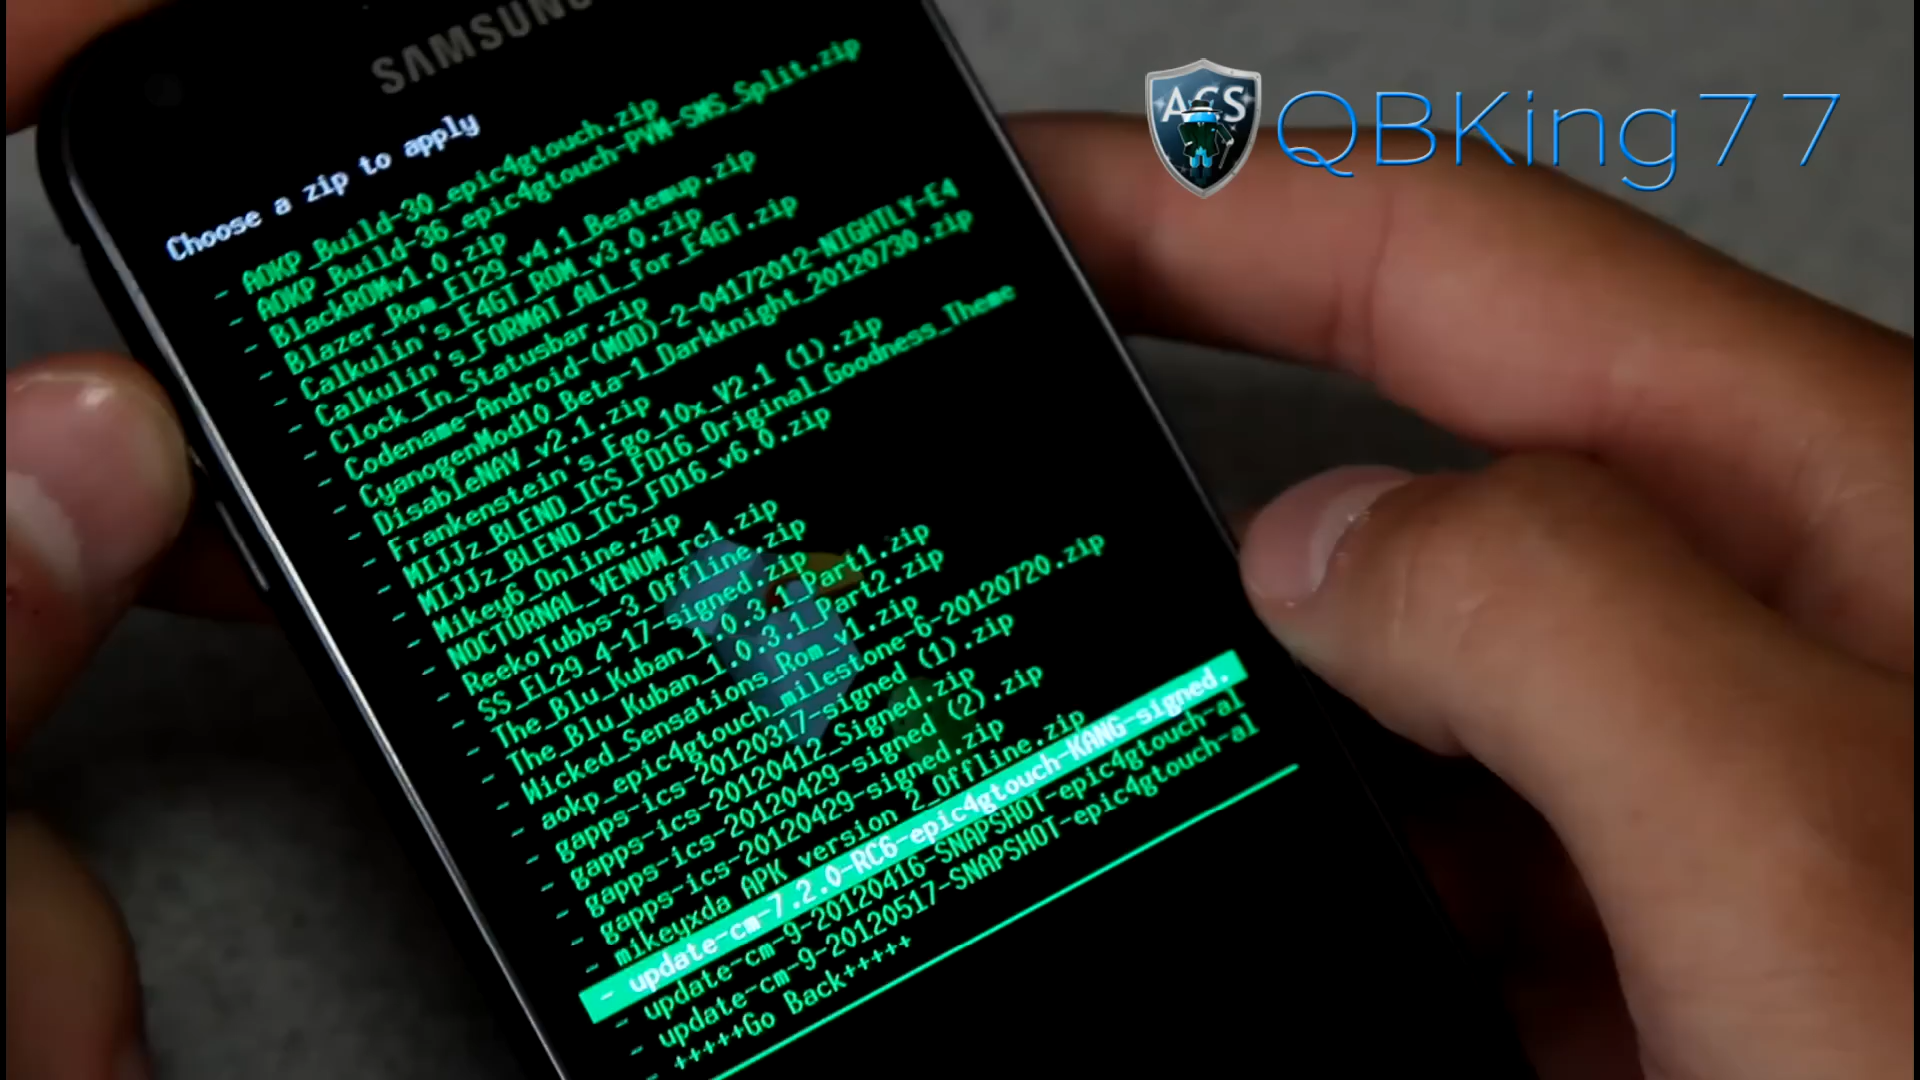 SAMSUNG
ACS
QBKing77
Choose a zip to apply
- AOKP_Build-30_epic4gtouch.zip
- AOKP_Build-36_epic4gtouch-PVM-SMS_Split.zip
- BlackROMv1.0.zip
- Blazer_Rom_El29_v4.1_Beatemup.zip
- Calkulin's_E4GT_ROM_v3.0.zip
- Calkulin's_FORMAT_ALL_for_E4GT.zip
- Clock_In_Statusbar.zip
- Codename-Android-(MOD)-2-04172012-NIGHTLY-E4
- CyanogenMod10_Beta-1_Darkknight_20120730.zip
- DisableNAV_v2.1.zip
- Frankenstein's_Ego_10x_V2.1 (1).zip
- MIJJz_BLEND_ICS_FD16_Original_Goodness_Theme
- MIJJz_BLEND_ICS_FD16_v6.0.zip
- Mikey6_Online.zip
- NOCTURNAL_VENUM_rc1.zip
- ReekoTubbs-3_Offline.zip
- SS_EL29_4-17-signed.zip
- The_Blu_Kuban_1.0.3.1_Part1.zip
- The_Blu_Kuban_1.0.3.1_Part2.zip
- Wicked_Sensations_Rom_v1.zip
- aokp_epic4gtouch_milestone-6-20120720.zip
- gapps-ics-20120317-signed (1).zip
- gapps-ics-20120412_Signed.zip
- gapps-ics-20120429-signed (2).zip
- gapps-ics-20120429-signed.zip
- mikeyxda APK version 2_Offline.zip
- update-cm-7.2.0-RC6-epic4gtouch-KANG-signed.
- update-cm-9-20120416-SNAPSHOT-epic4gtouch-al
- update-cm-9-20120517-SNAPSHOT-epic4gtouch-al
- +++++Go Back+++++